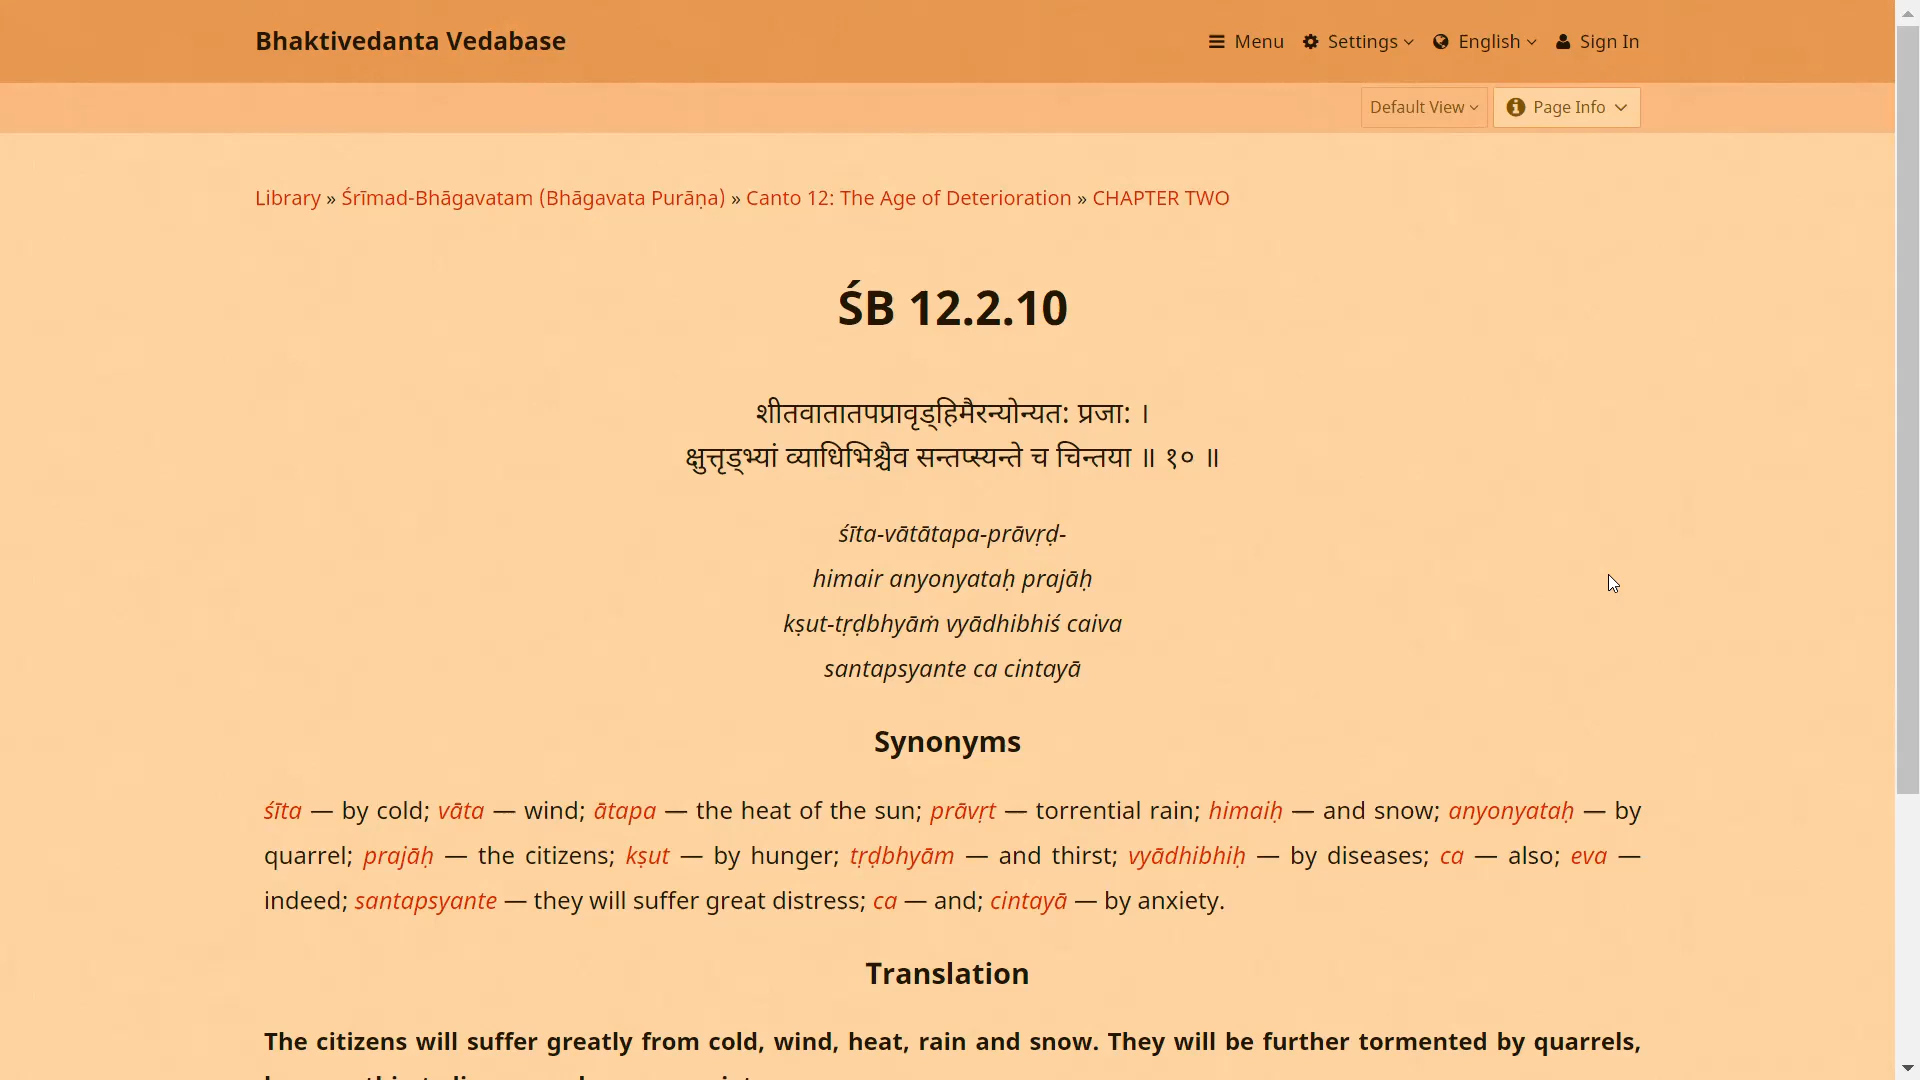 Bhaktivedanta Vedabase
Menu Settings English Sign In
Default View Page Info
Library » Śrīmad-Bhāgavatam (Bhāgavata Purāṇa) » Canto 12: The Age of Deterioration » CHAPTER TWO
ŚB 12.2.10
शीतवातातपप्रावृड्‌हिमैरन्योन्यत: प्रजा: ।
क्षुत्तृड्‌भ्यां व्याधिभिश्चैव सन्तप्स्यन्ते च चिन्तया ॥ १० ॥
śīta-vātātapa-prāvṛḍ-
himair anyonyataḥ prajāḥ
kṣut-tṛḍbhyāṁ vyādhibhiś caiva
santapsyante ca cintayā
Synonyms
śīta — by cold; vāta — wind; ātapa — the heat of the sun; prāvṛt — torrential rain; himaiḥ — and snow; anyonyataḥ — by
quarrel; prajāḥ — the citizens; kṣut — by hunger; tṛḍbhyām — and thirst; vyādhibhiḥ — by diseases; ca — also; eva —
indeed; santapsyante — they will suffer great distress; ca — and; cintayā — by anxiety.
Translation
The citizens will suffer greatly from cold, wind, heat, rain and snow. They will be further tormented by quarrels,